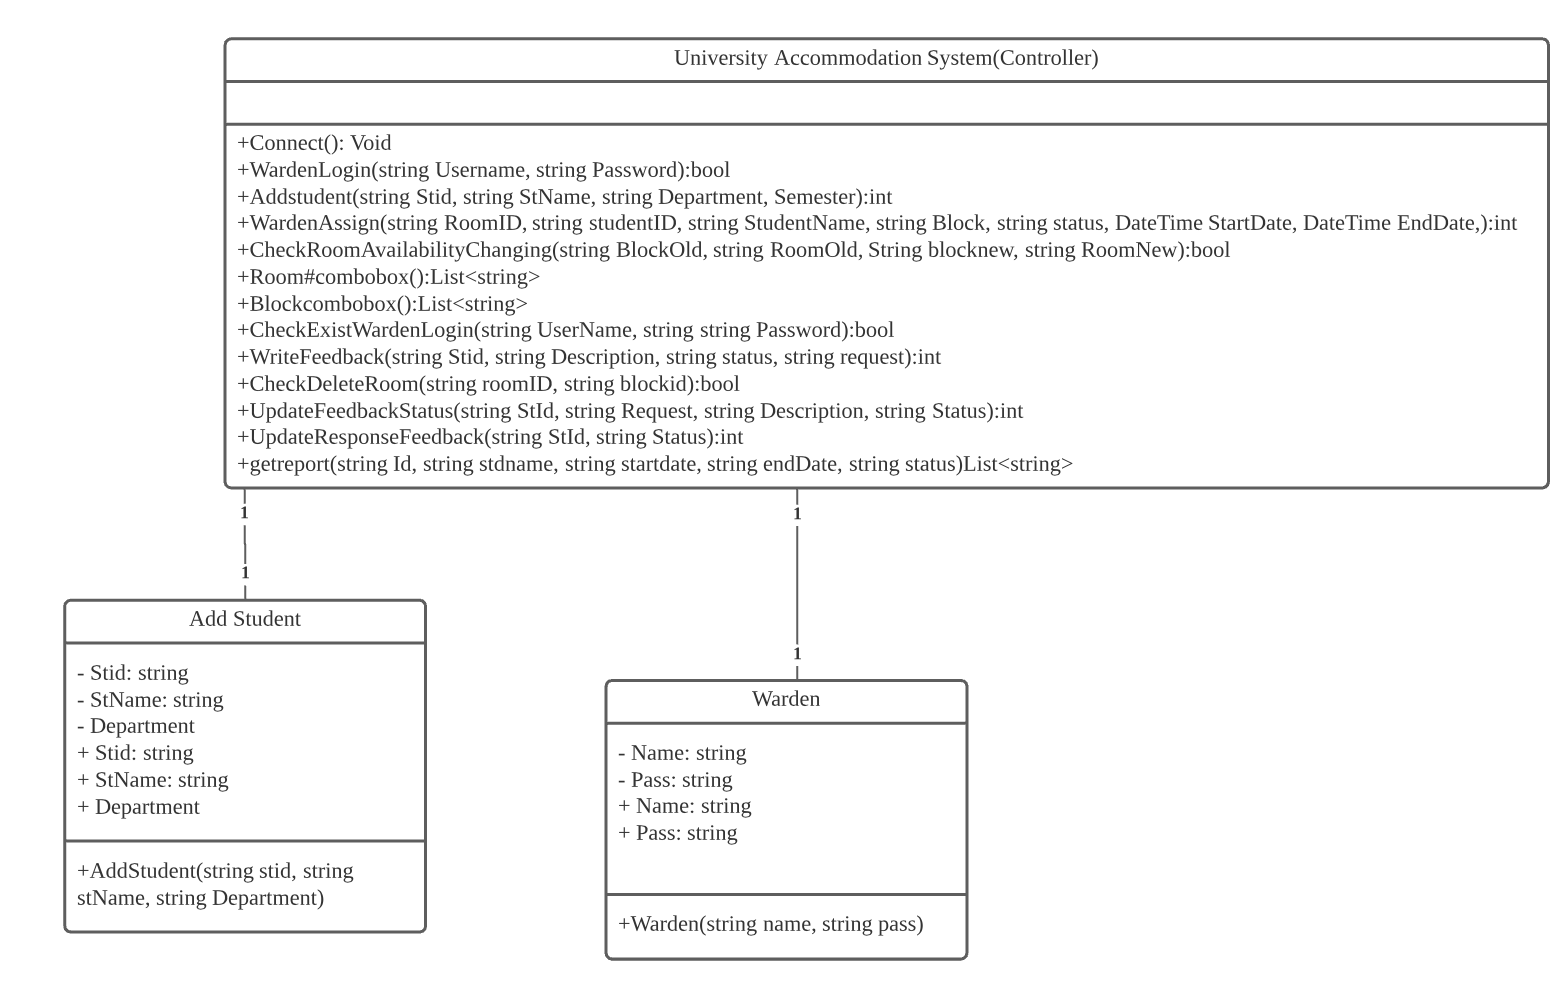 University Accommodation System(Controller)
+Connect(): Void
+WardenLogin(string Username, string Password):bool
+Addstudent(string Stid, string StName, string Department, Semester):int
+WardenAssign(string RoomID, string studentID, string StudentName, string Block, string status, DateTime StartDate, DateTime EndDate,):int
+CheckRoomAvailabilityChanging(string BlockOld, string RoomOld, String blocknew, string RoomNew):bool
+Room#combobox():List<string>
+Blockcombobox():List<string>
+CheckExistWardenLogin(string UserName, string string Password):bool
+WriteFeedback(string Stid, string Description, string status, string request):int
+CheckDeleteRoom(string roomID, string blockid):bool
+UpdateFeedbackStatus(string StId, string Request, string Description, string Status):int
+UpdateResponseFeedback(string StId, string Status):int
+getreport(string Id, string stdname, string startdate, string endDate, string status)List<string>
1
1
1
1
Add Student
- Stid: string
- StName: string
- Department
+ Stid: string
+ StName: string
+ Department
+AddStudent(string stid, string
stName, string Department)
Warden
- Name: string
- Pass: string
+ Name: string
+ Pass: string
+Warden(string name, string pass)